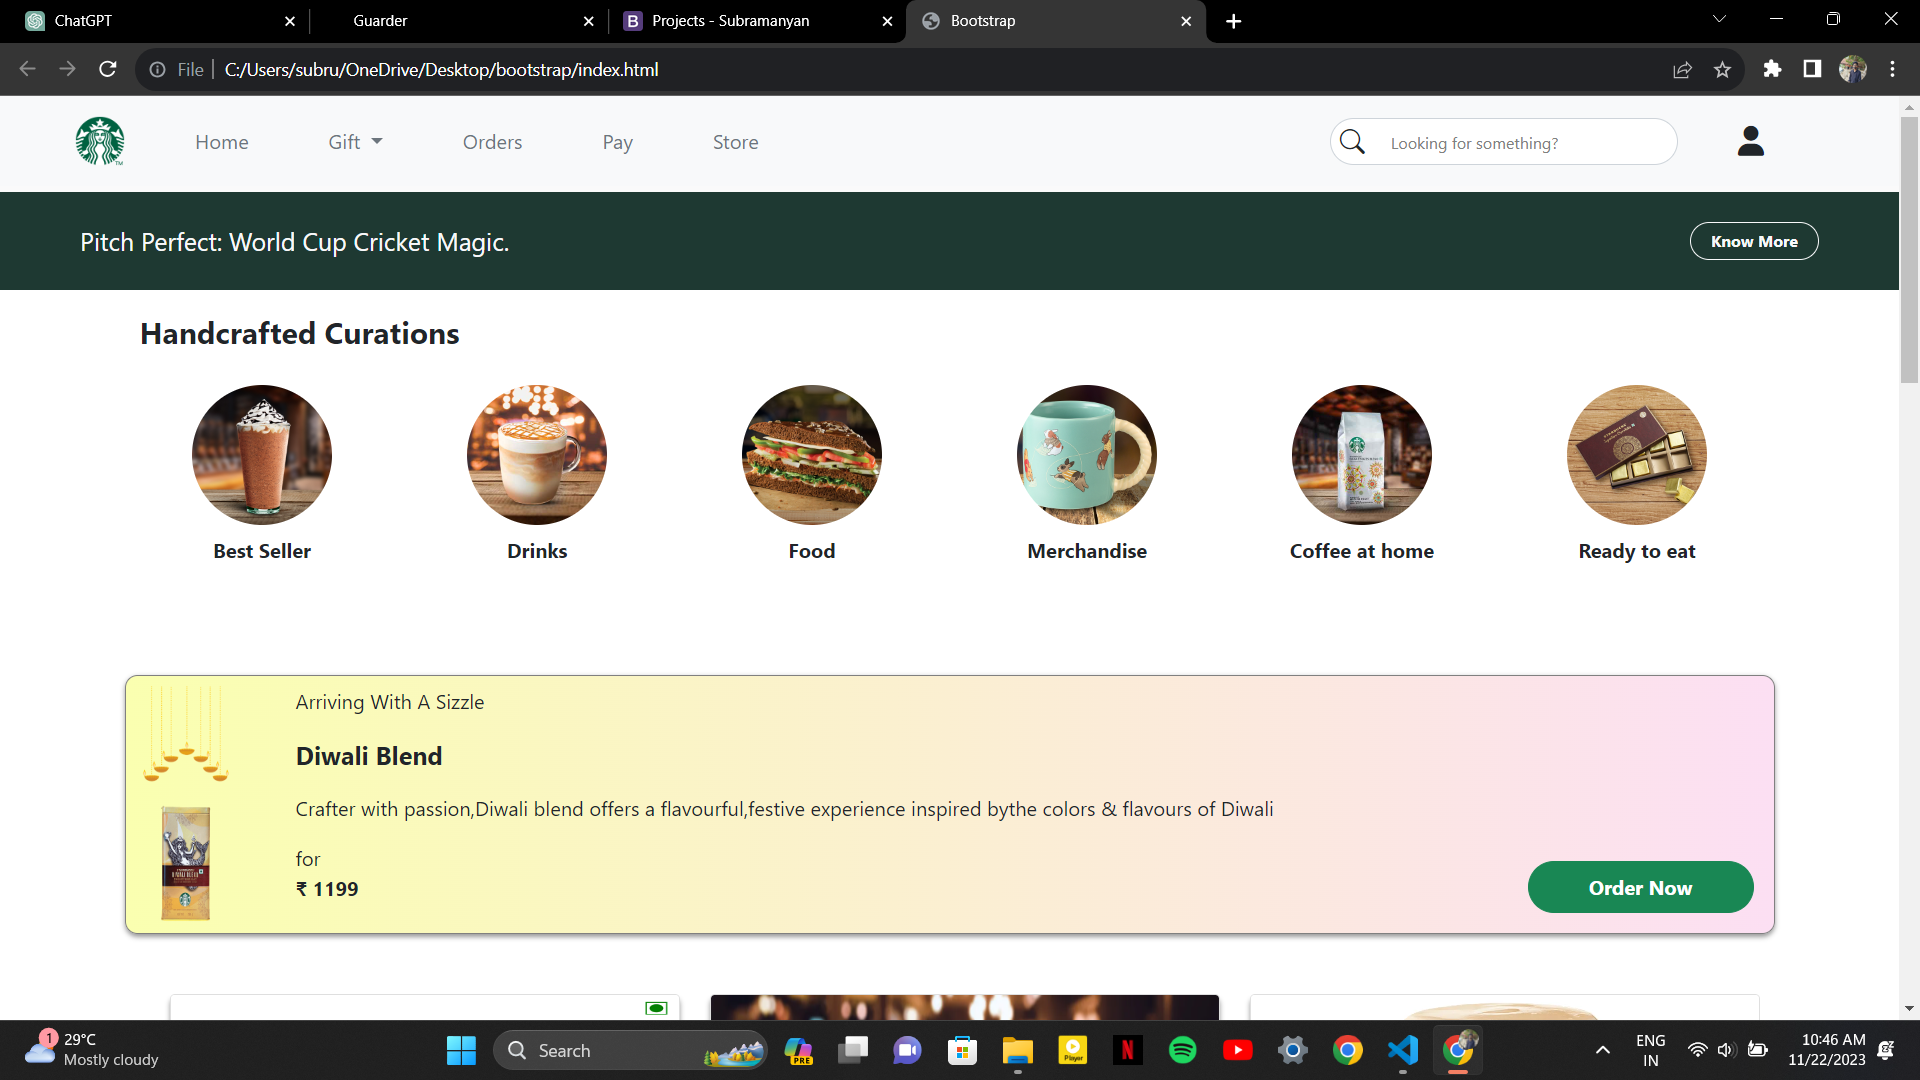 ChatGPT
Guarder
Projects - Subramanyan
Bootstrap
File
C:/Users/subru/OneDrive/Desktop/bootstrap/index.html
Home
Gift
Orders
Pay
Store
Looking for something?
TM
Pitch Perfect: World Cup Cricket Magic.
Know More
Handcrafted Curations
Best Seller
Drinks
Food
Merchandise
Coffee at home
Ready to eat
Arriving With A Sizzle
Diwali Blend
Crafter with passion,Diwali blend offers a flavourful,festive experience inspired bythe colors & flavours of Diwali
for
₹ 1199
Order Now
1
29°C
Mostly cloudy
Search
PRE
Player
ENG
IN
10:46 AM
11/22/2023